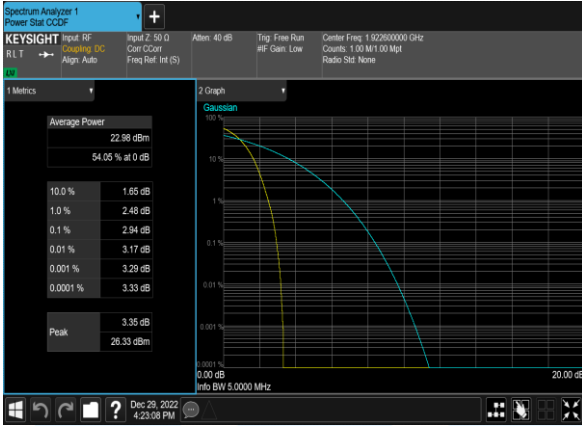 Spectrum Analyzer 1
Power Stat CCDF
+
KEYSIGHT
RLT
LW
Input: RF
Coupling: DC
Align: Auto
Input Z: 50 Ω
Corr CCorr
Freq Ref: Int (S)
Atten: 40 dB
Trig: Free Run
#IF Gain: Low
Center Freq: 1.922600000 GHz
Counts: 1.00 M/1.00 Mpt
Radio Std: None
1 Metrics
Average Power
22.98 dBm
54.05 % at 0 dB
10.0 % 1.65 dB
1.0 % 2.48 dB
0.1 % 2.94 dB
0.01 % 3.17 dB
0.001 % 3.29 dB
0.0001 % 3.33 dB
Peak
3.35 dB
26.33 dBm
2 Graph
Gaussian
100 %
10 %
1 %
0.1 %
0.01 %
0.001 %
0.0001 %
0.00 dB
20.00 dB
Info BW 5.0000 MHz
?
Dec 29, 2022
4:23:08 PM